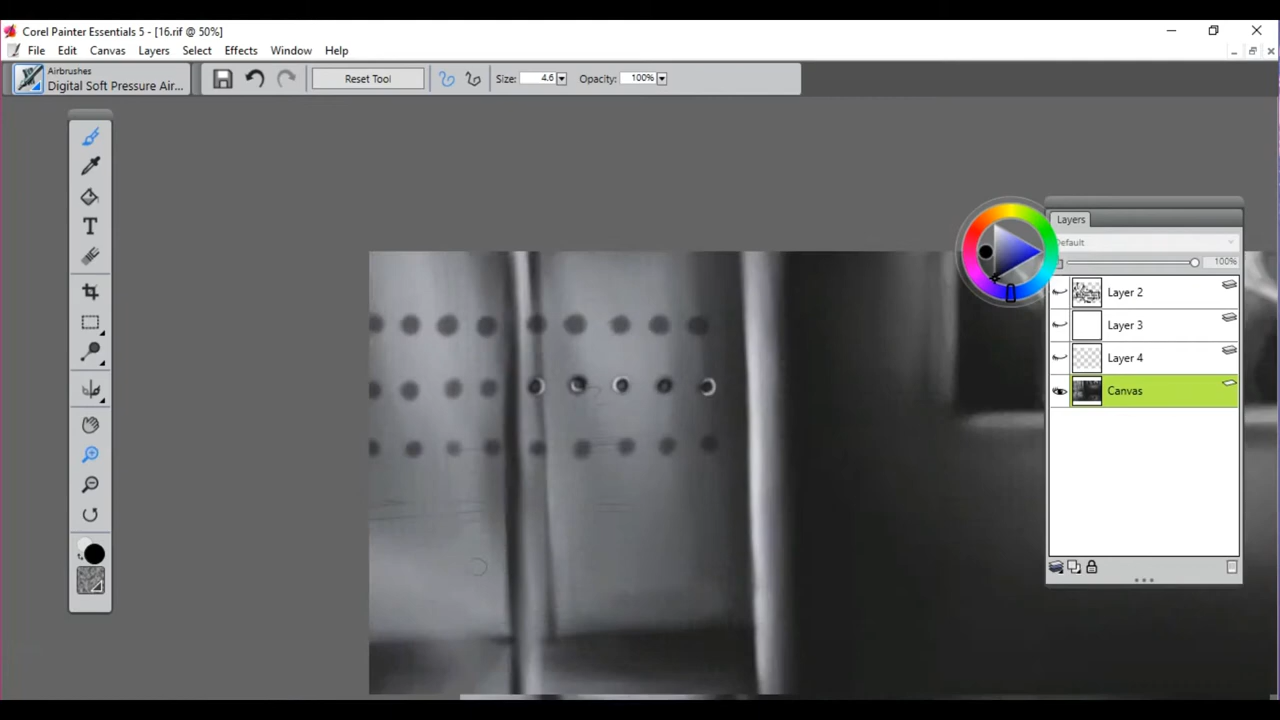 Corel Painter Essentials 5 - [16.rif @ 50%]
File Edit Canvas Layers Select Effects Window Help
Airbrushes
Digital Soft Pressure Air...
Reset Tool
Size: 4.6
Opacity: 100%
Layers
Default
100%
Layer 2
Layer 3
Layer 4
Canvas
T